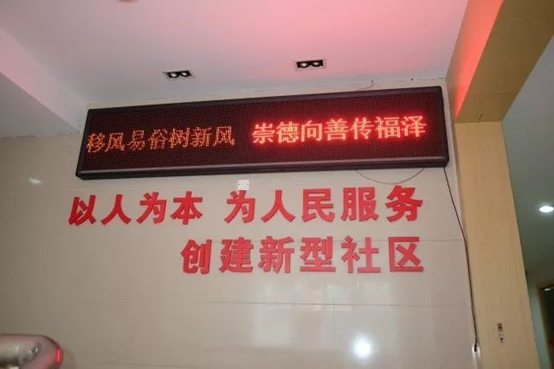 移风易俗树新风 崇德向善传福泽
以人为本 为人民服务
创建新型社区